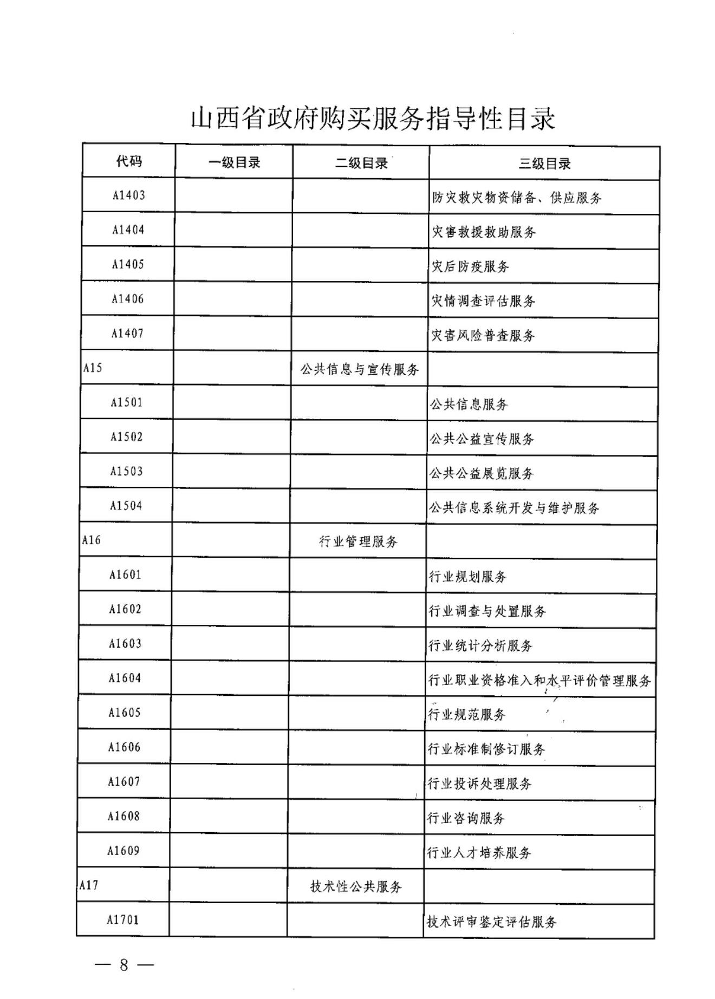 山西省政府购买服务指导性目录
代码 一级目录 二级目录 三级目录
A1403 防灾救灾物资储备、供应服务
A1404 灾害救援救助服务
A1405 灾后防疫服务
A1406 灾情调查评估服务
A1407 灾害风险普查服务
A15 公共信息与宣传服务
A1501 公共信息服务
A1502 公共公益宣传服务
A1503 公共公益展览服务
A1504 公共信息系统开发与维护服务
A16 行业管理服务
A1601 行业规划服务
A1602 行业调查与处置服务
A1603 行业统计分析服务
A1604 行业职业资格准入和水平评价管理服务
A1605 行业规范服务
A1606 行业标准制修订服务
A1607 行业投诉处理服务
A1608 行业咨询服务
A1609 行业人才培养服务
A17 技术性公共服务
A1701 技术评审鉴定评估服务
— 8 —